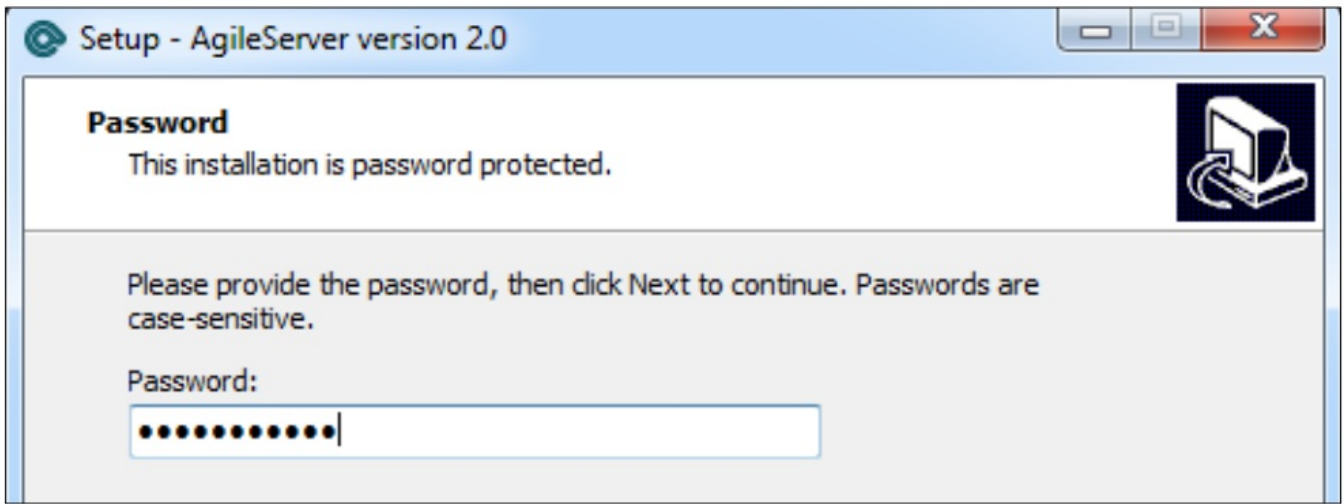 Setup - AgileServer version 2.0
Password
This installation is password protected.
Please provide the password, then click Next to continue. Passwords are
case-sensitive.
Password:
•••••••••••